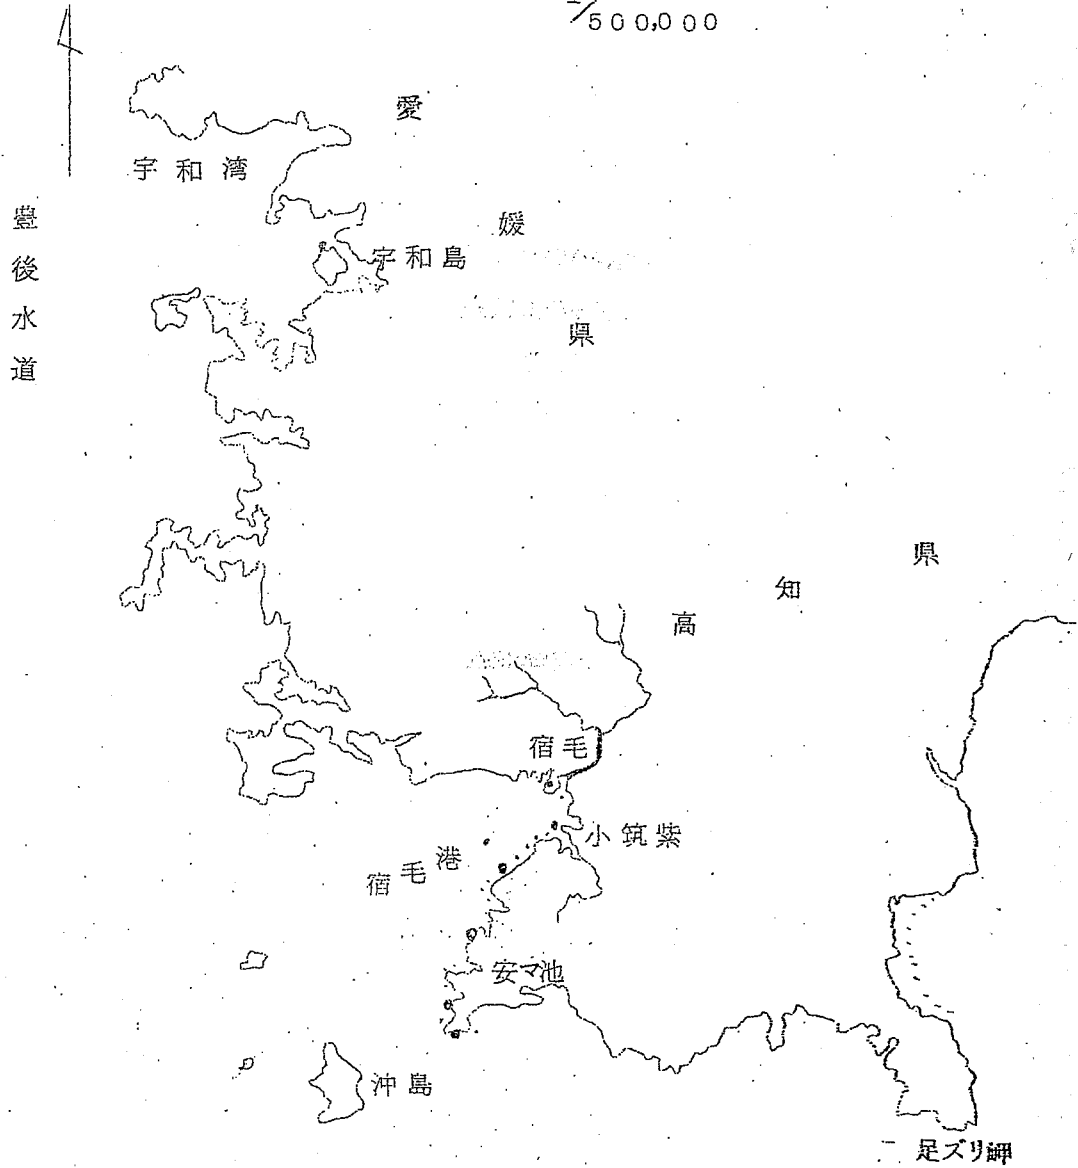 1/500,000
愛媛県
宇和湾
豊後水道
宇和島
高知県
宿毛
小筑紫
宿毛港
安マ池
沖島
足ズリ岬